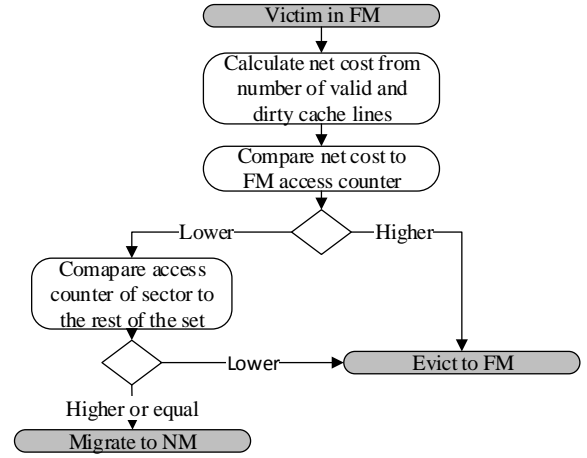 Victim in FM
Calculate net cost from
number of valid and
dirty cache lines
Compare net cost to
FM access counter
Lower
Higher
Comapare access
counter of sector to
the rest of the set
Lower
Evict to FM
Higher or equal
Migrate to NM